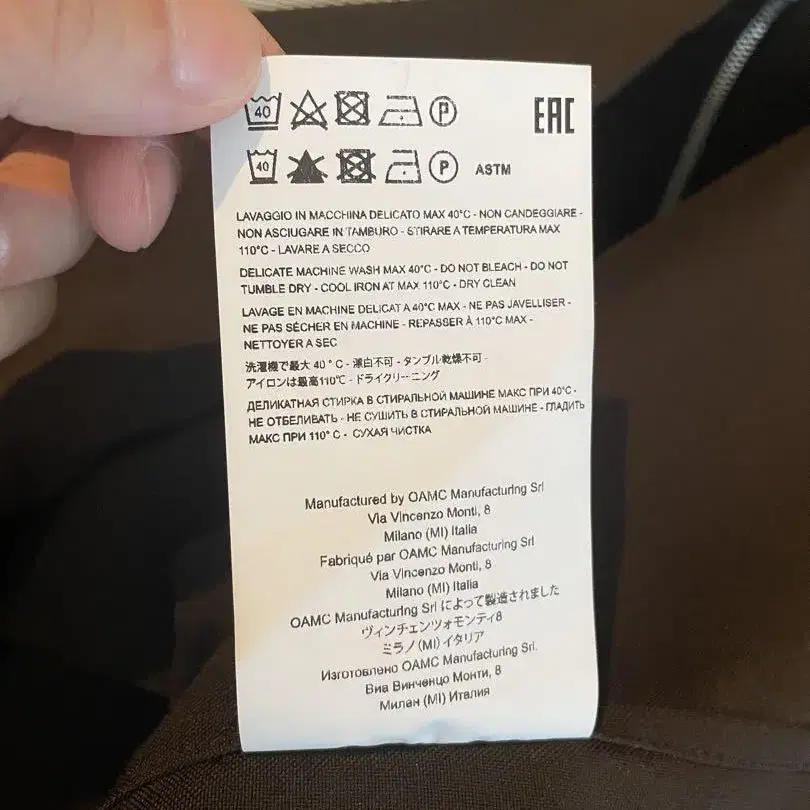 40 P EAC
40 P ASTM
LAVAGGIO IN MACCHINA DELICATO MAX 40°C - NON CANDEGGIARE -
NON ASCIUGARE IN TAMBURO - STIRARE A TEMPERATURA MAX
110°C - LAVARE A SECCO
DELICATE MACHINE WASH MAX 40°C - DO NOT BLEACH - DO NOT
TUMBLE DRY - COOL IRON AT MAX 110°C - DRY CLEAN
LAVAGE EN MACHINE DELICAT A 40°C MAX - NE PAS JAVELLISER -
NE PAS SÉCHER EN MACHINE - REPASSER À 110°C MAX -
NETTOYER A SEC
洗濯機で最大 40 ° C - 漂白不可 - タンブル乾燥不可 -
アイロンは最高110℃ - ドライクリーニング
ДЕЛИКАТНАЯ СТИРКА В СТИРАЛЬНОЙ МАШИНЕ МАКС ПРИ 40°C -
НЕ ОТБЕЛИВАТЬ - НЕ СУШИТЬ В СТИРАЛЬНОЙ МАШИНЕ - ГЛАДИТЬ
МАКС ПРИ 110° C - СУХАЯ ЧИСТКА
Manufactured by OAMC Manufacturing Srl
Via Vincenzo Monti, 8
Milano (MI) Italia
Fabriqué par OAMC Manufacturing Srl
Via Vincenzo Monti, 8
Milano (MI) Italia
OAMC Manufacturing Srl によって製造されました
ヴィンチェンツォモンティ8
ミラノ(MI)イタリア
Изготовлено OAMC Manufacturing Srl.
Виа Винченцо Монти, 8
Милан (MI) Италия